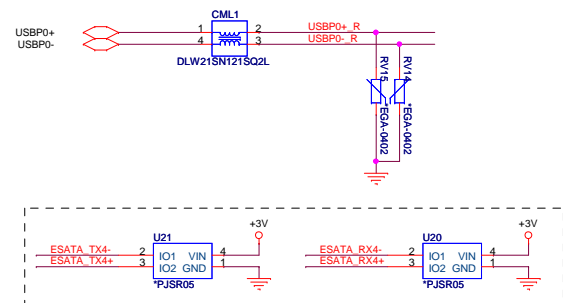 CML1
USBP0+ 1 2 USBP0+_R
USBP0- 4 3 USBP0-_R
DLW21SN121SQ2L
RV15
*EGA-0402
RV14
*EGA-0402
U21
+3V
ESATA_TX4- 2 IO1 VIN 4
ESATA_TX4+ 3 IO2 GND 1
*PJSR05
U20
+3V
ESATA_RX4- 2 IO1 VIN 4
ESATA_RX4+ 3 IO2 GND 1
*PJSR05